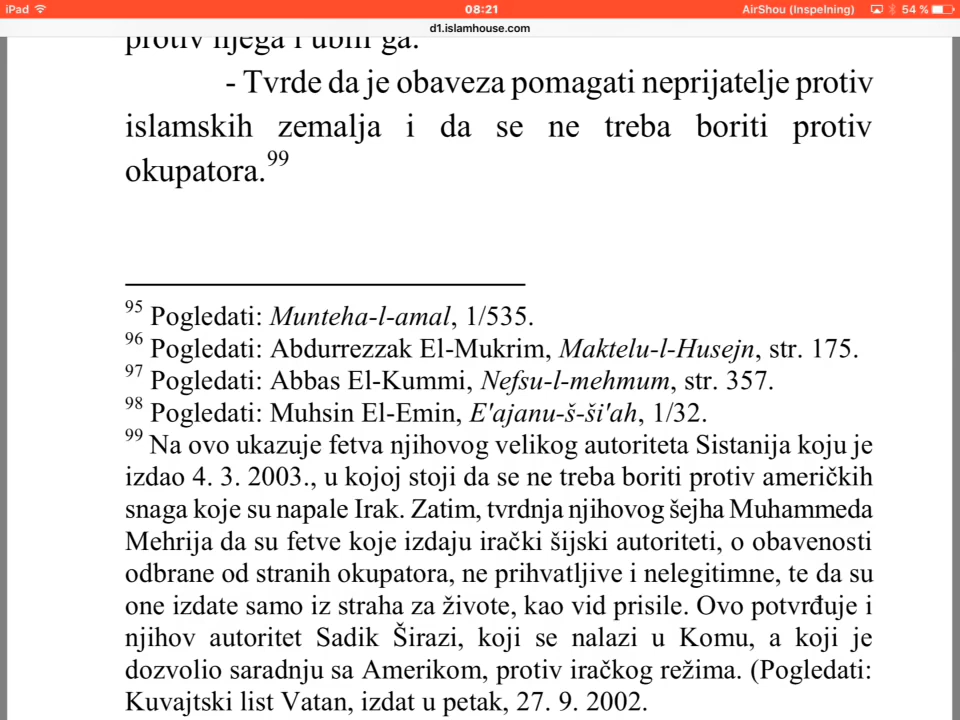 iPad 08:21 AirShou (Inspelning) 54 %
d1.islamhouse.com
protiv njega i ubili ga.
- Tvrde da je obaveza pomagati neprijatelje protiv
islamskih zemalja i da se ne treba boriti protiv
okupatora.99
95 Pogledati: Munteha-l-amal, 1/535.
96 Pogledati: Abdurrezzak El-Mukrim, Maktelu-l-Husejn, str. 175.
97 Pogledati: Abbas El-Kummi, Nefsu-l-mehmum, str. 357.
98 Pogledati: Muhsin El-Emin, E'ajanu-š-ši'ah, 1/32.
99 Na ovo ukazuje fetva njihovog velikog autoriteta Sistanija koju je
izdao 4. 3. 2003., u kojoj stoji da se ne treba boriti protiv američkih
snaga koje su napale Irak. Zatim, tvrdnja njihovog šejha Muhammeda
Mehrija da su fetve koje izdaju irački šijski autoriteti, o obavenosti
odbrane od stranih okupatora, ne prihvatljive i nelegitimne, te da su
one izdate samo iz straha za živote, kao vid prisile. Ovo potvrđuje i
njihov autoritet Sadik Širazi, koji se nalazi u Komu, a koji je
dozvolio saradnju sa Amerikom, protiv iračkog režima. (Pogledati:
Kuvajtski list Vatan, izdat u petak, 27. 9. 2002.